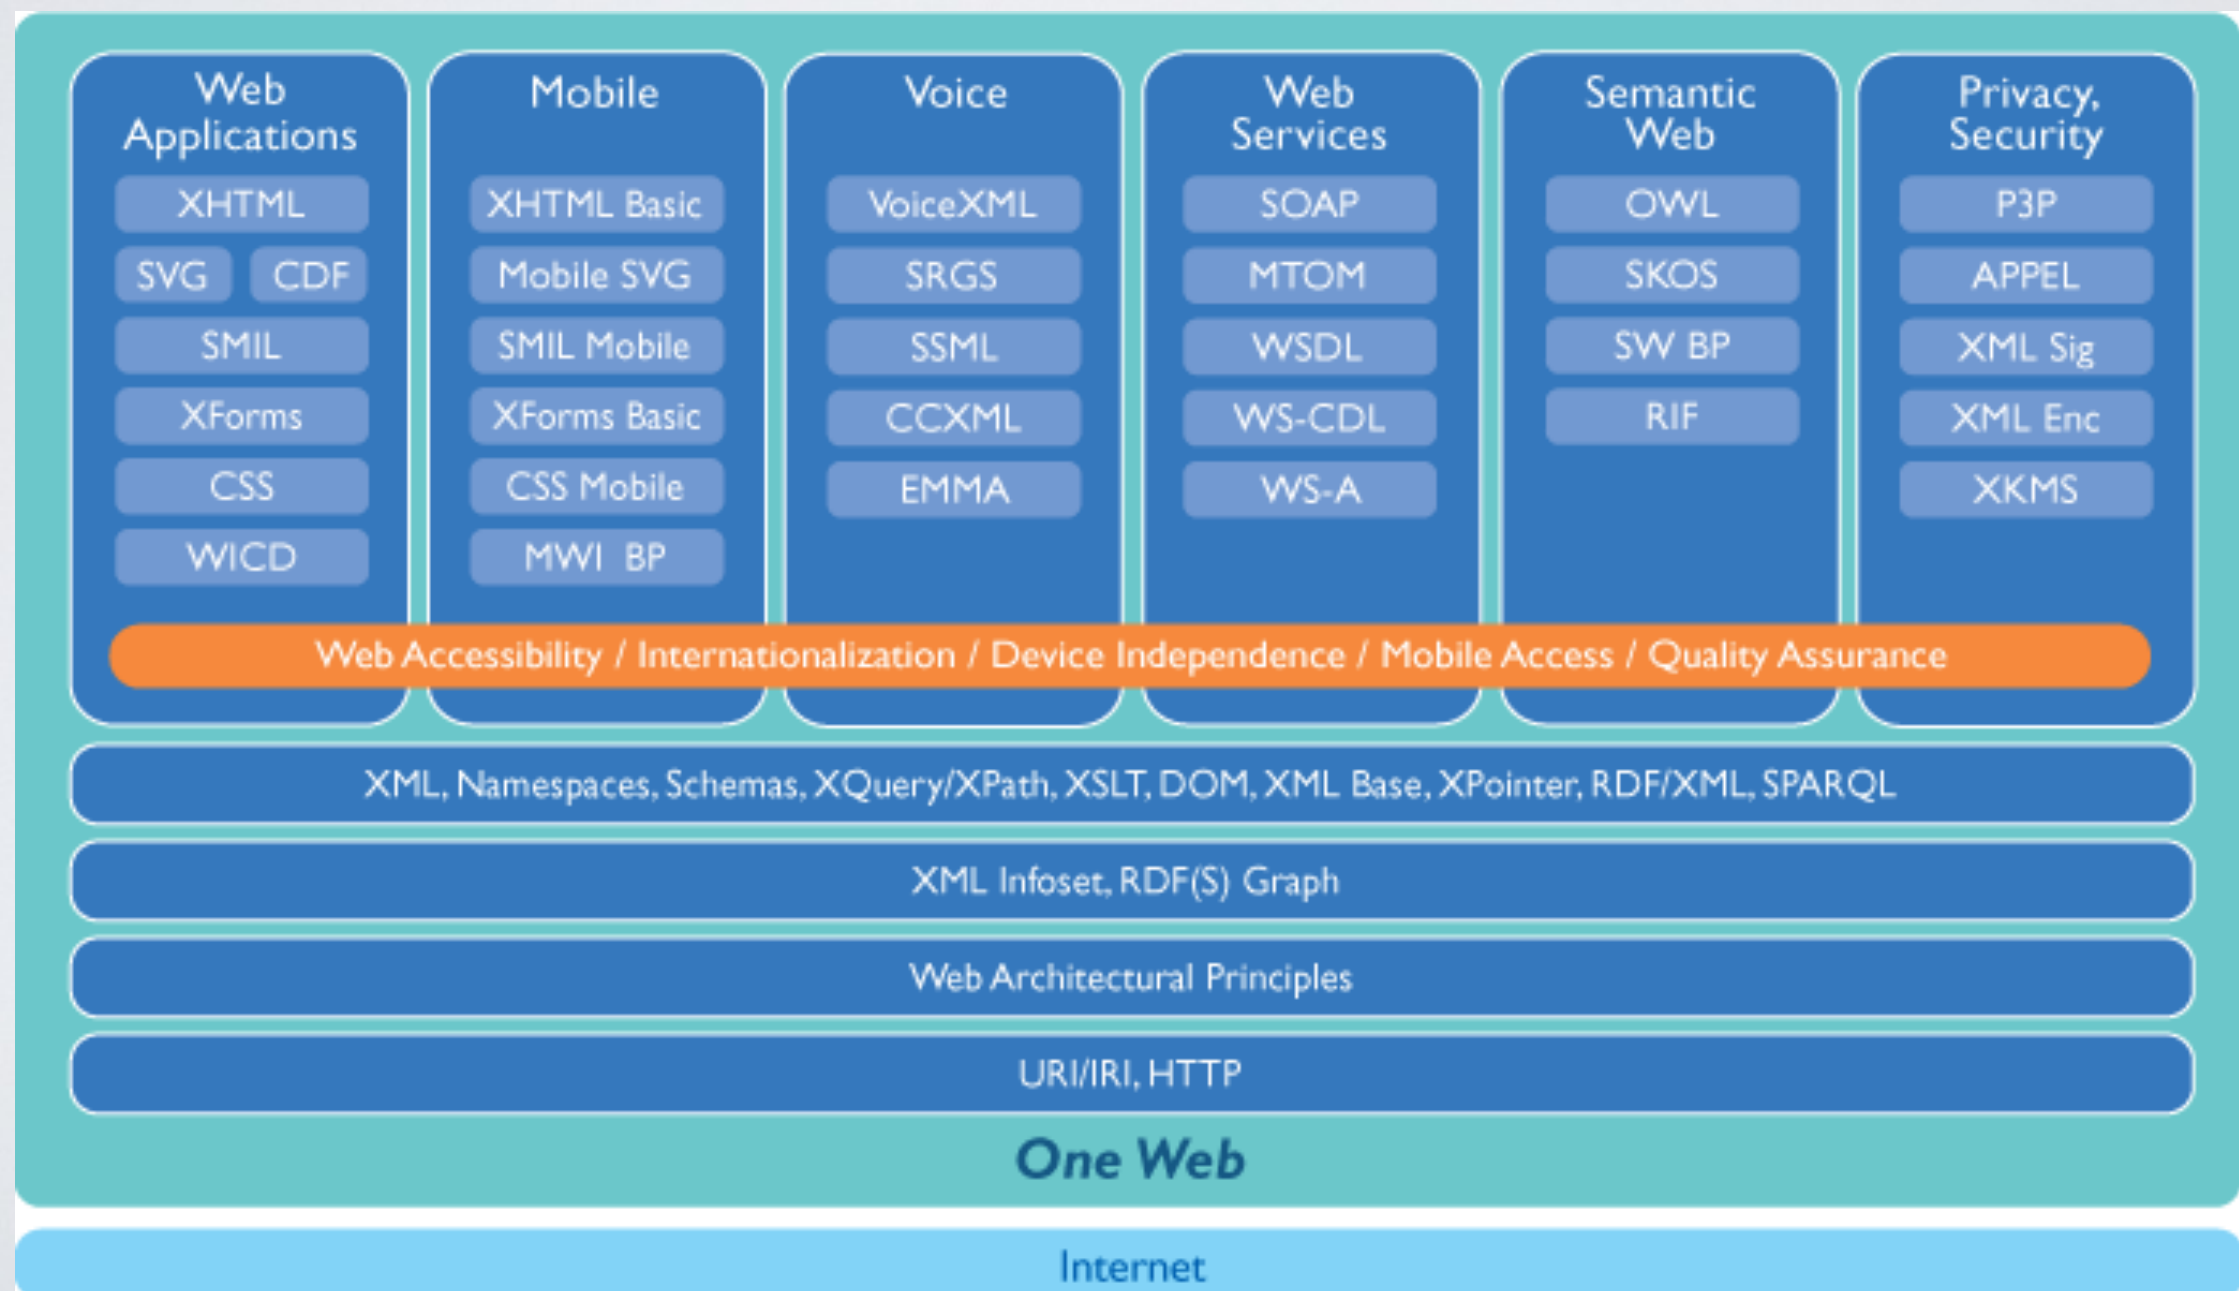 Web
Applications
XHTML
SVG CDF
SMIL
XForms
CSS
WICD
Mobile
XHTML Basic
Mobile SVG
SMIL Mobile
XForms Basic
CSS Mobile
MWI BP
Voice
VoiceXML
SRGS
SSML
CCXML
EMMA
Web
Services
SOAP
MTOM
WSDL
WS-CDL
WS-A
Semantic
Web
OWL
SKOS
SW BP
RIF
Privacy,
Security
P3P
APPEL
XML Sig
XML Enc
XKMS
Web Accessibility / Internationalization / Device Independence / Mobile Access / Quality Assurance
XML, Namespaces, Schemas, XQuery/XPath, XSLT, DOM, XML Base, XPointer, RDF/XML, SPARQL
XML Infoset, RDF(S) Graph
Web Architectural Principles
URI/IRI, HTTP
One Web
Internet